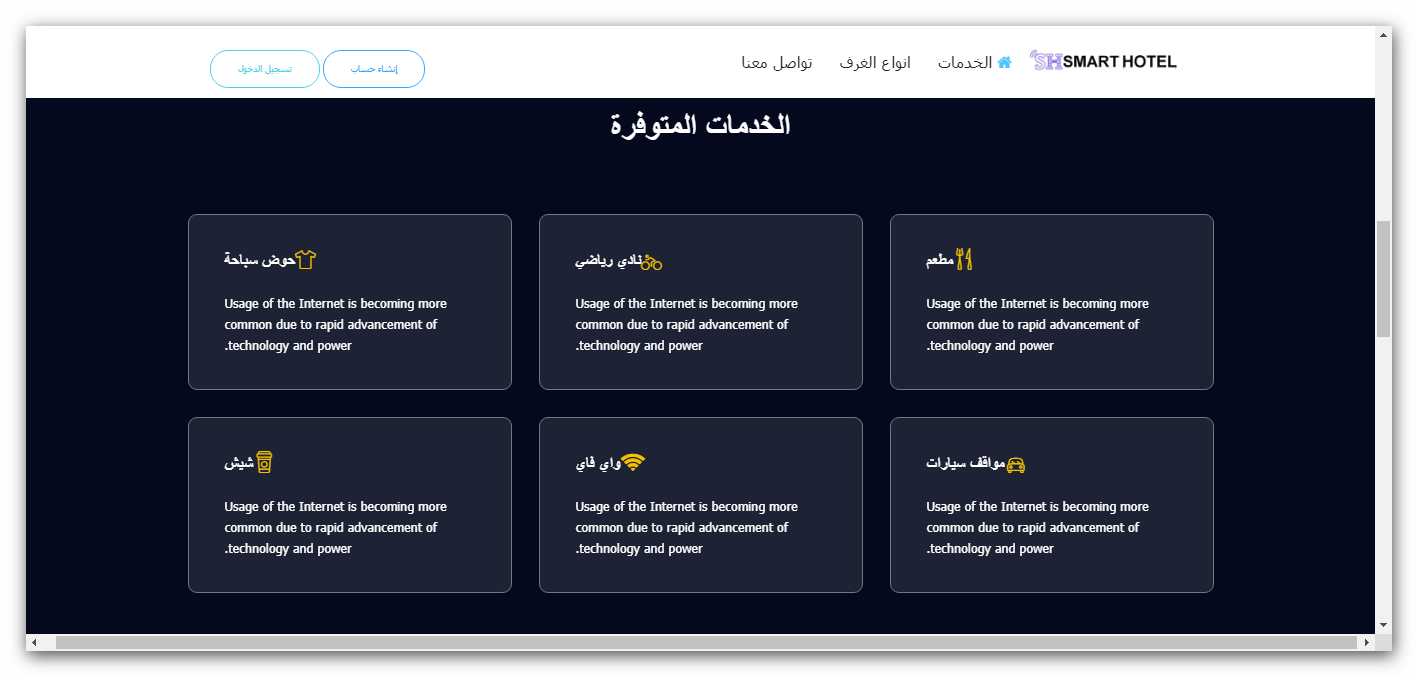 SH SMART HOTEL
الخدمات
انواع الغرف
تواصل معنا
إنشاء حساب
تسجيل الدخول
الخدمات المتوفرة
مطعم
Usage of the Internet is becoming more
common due to rapid advancement of
.technology and power
نادي رياضي
Usage of the Internet is becoming more
common due to rapid advancement of
.technology and power
حوض سباحة
Usage of the Internet is becoming more
common due to rapid advancement of
.technology and power
مواقف سيارات
Usage of the Internet is becoming more
common due to rapid advancement of
.technology and power
واي فاي
Usage of the Internet is becoming more
common due to rapid advancement of
.technology and power
شيش
Usage of the Internet is becoming more
common due to rapid advancement of
.technology and power